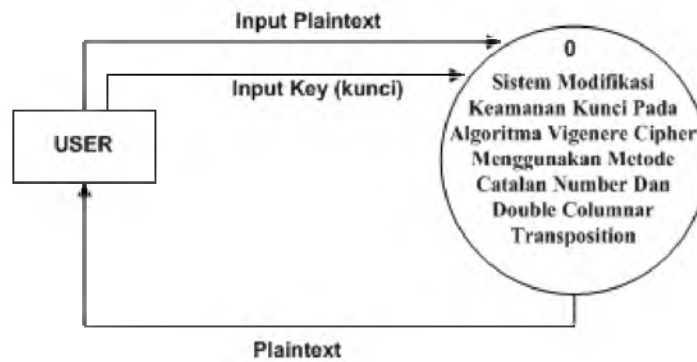 Input Plaintext
Input Key (kunci)
USER
0
Sistem Modifikasi
Keamanan Kunci Pada
Algoritma Vigenere Cipher
Menggunakan Metode
Catalan Number Dan
Double Columnar
Transposition
Plaintext